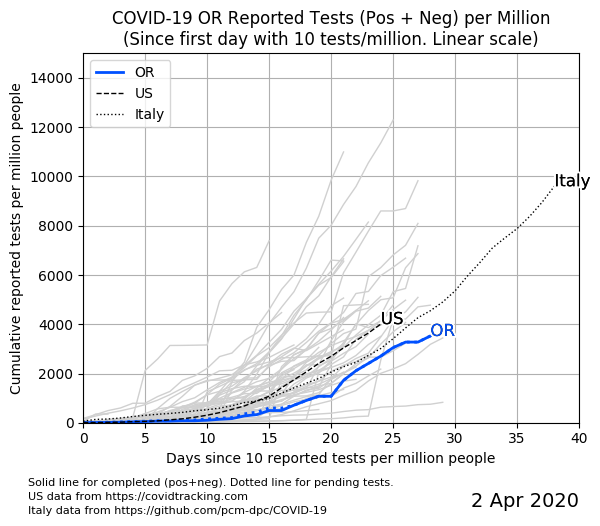 COVID-19 OR Reported Tests (Pos + Neg) per Million
(Since first day with 10 tests/million. Linear scale)
Cumulative reported tests per million people
14000
12000
10000
8000
6000
4000
2000
0
OR
US
Italy
Italy
US
OR
0 5 10 15 20 25 30 35 40
Days since 10 reported tests per million people
Solid line for completed (pos+neg). Dotted line for pending tests.
US data from https://covidtracking.com
Italy data from https://github.com/pcm-dpc/COVID-19
2 Apr 2020